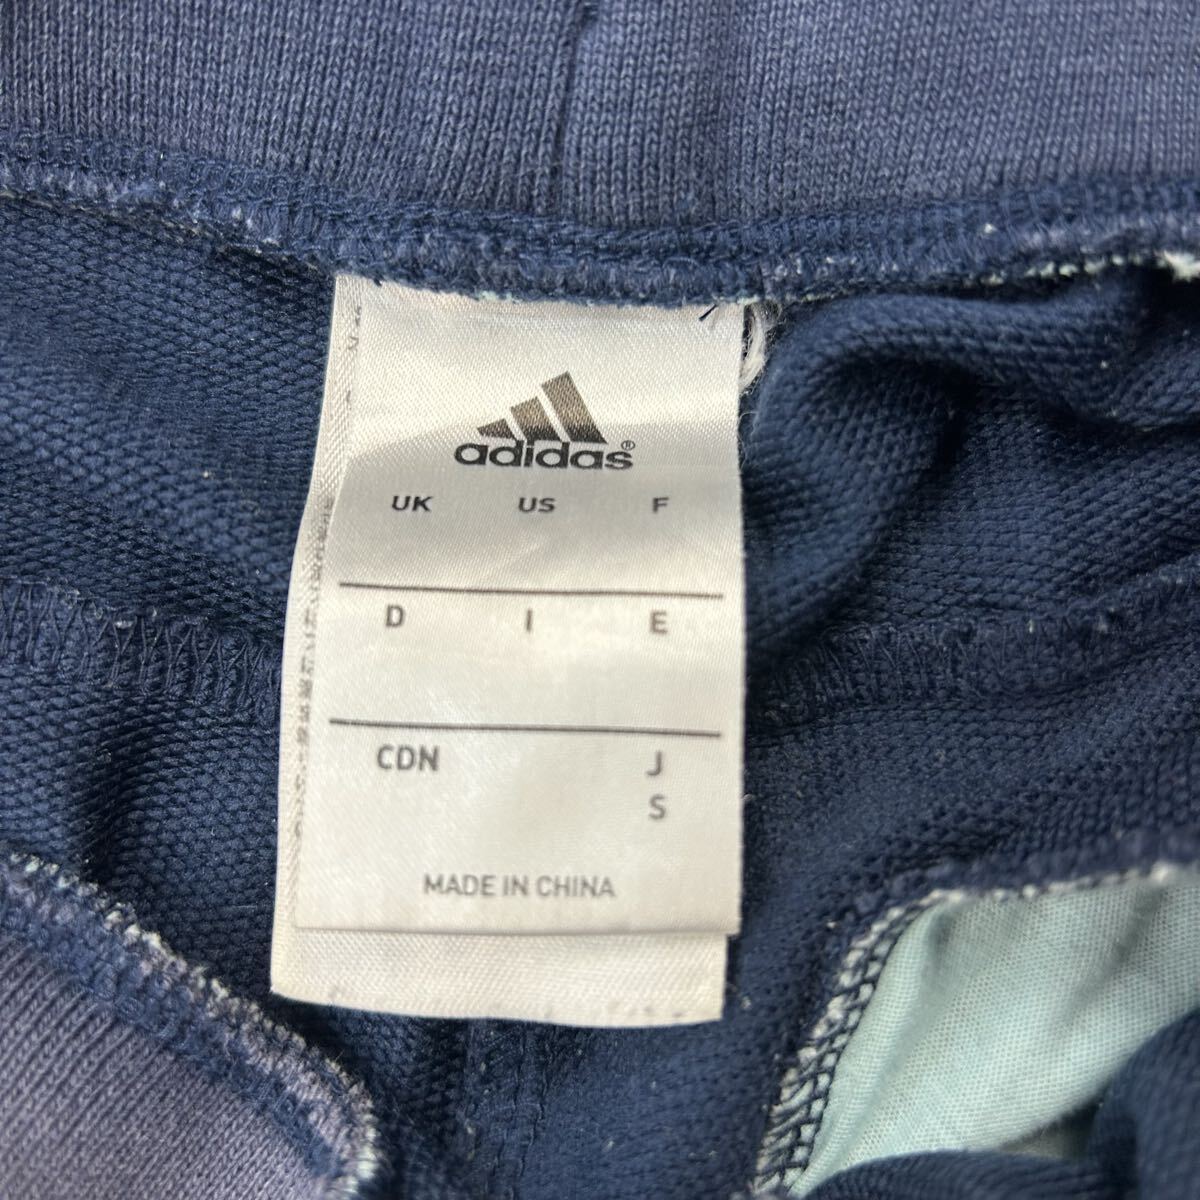 adidas®
UK US F
D I E
CDN J
S
MADE IN CHINA